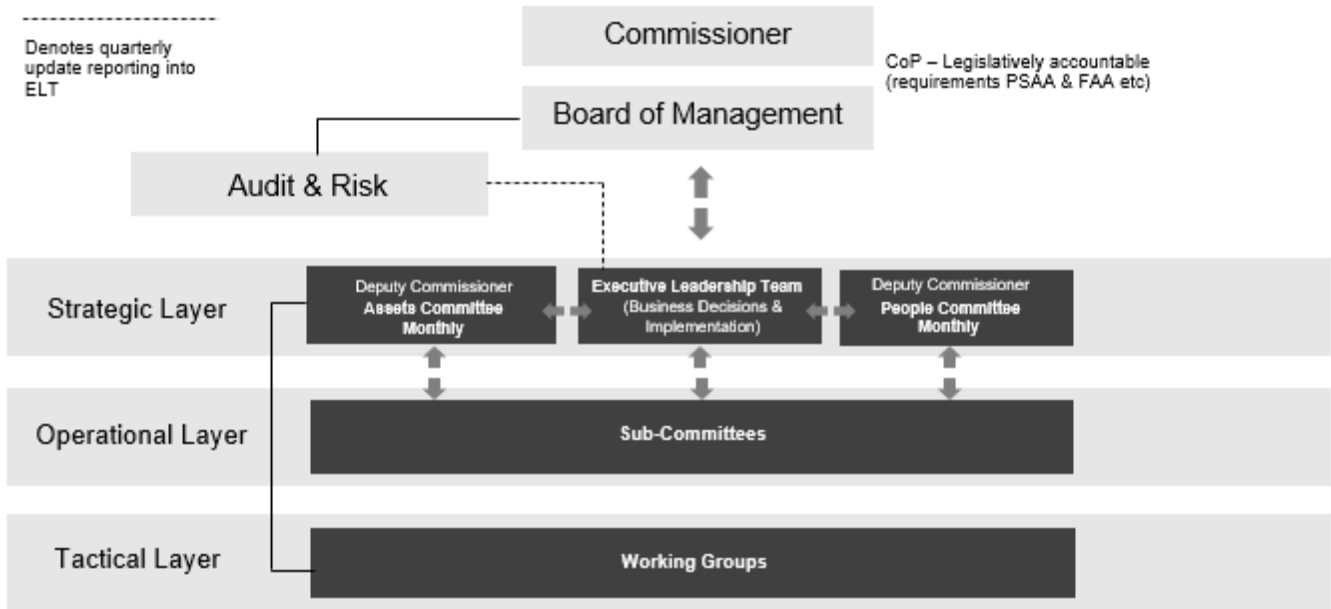 Denotes quarterly
update reporting into
ELT
Commissioner
CoP – Legislatively accountable
(requirements PSAA & FAA etc)
Board of Management
Audit & Risk
Strategic Layer
Deputy Commissioner
Assets Committee
Monthly
Executive Leadership Team
(Business Decisions &
Implementation)
Deputy Commissioner
People Committee
Monthly
Operational Layer
Sub-Committees
Tactical Layer
Working Groups